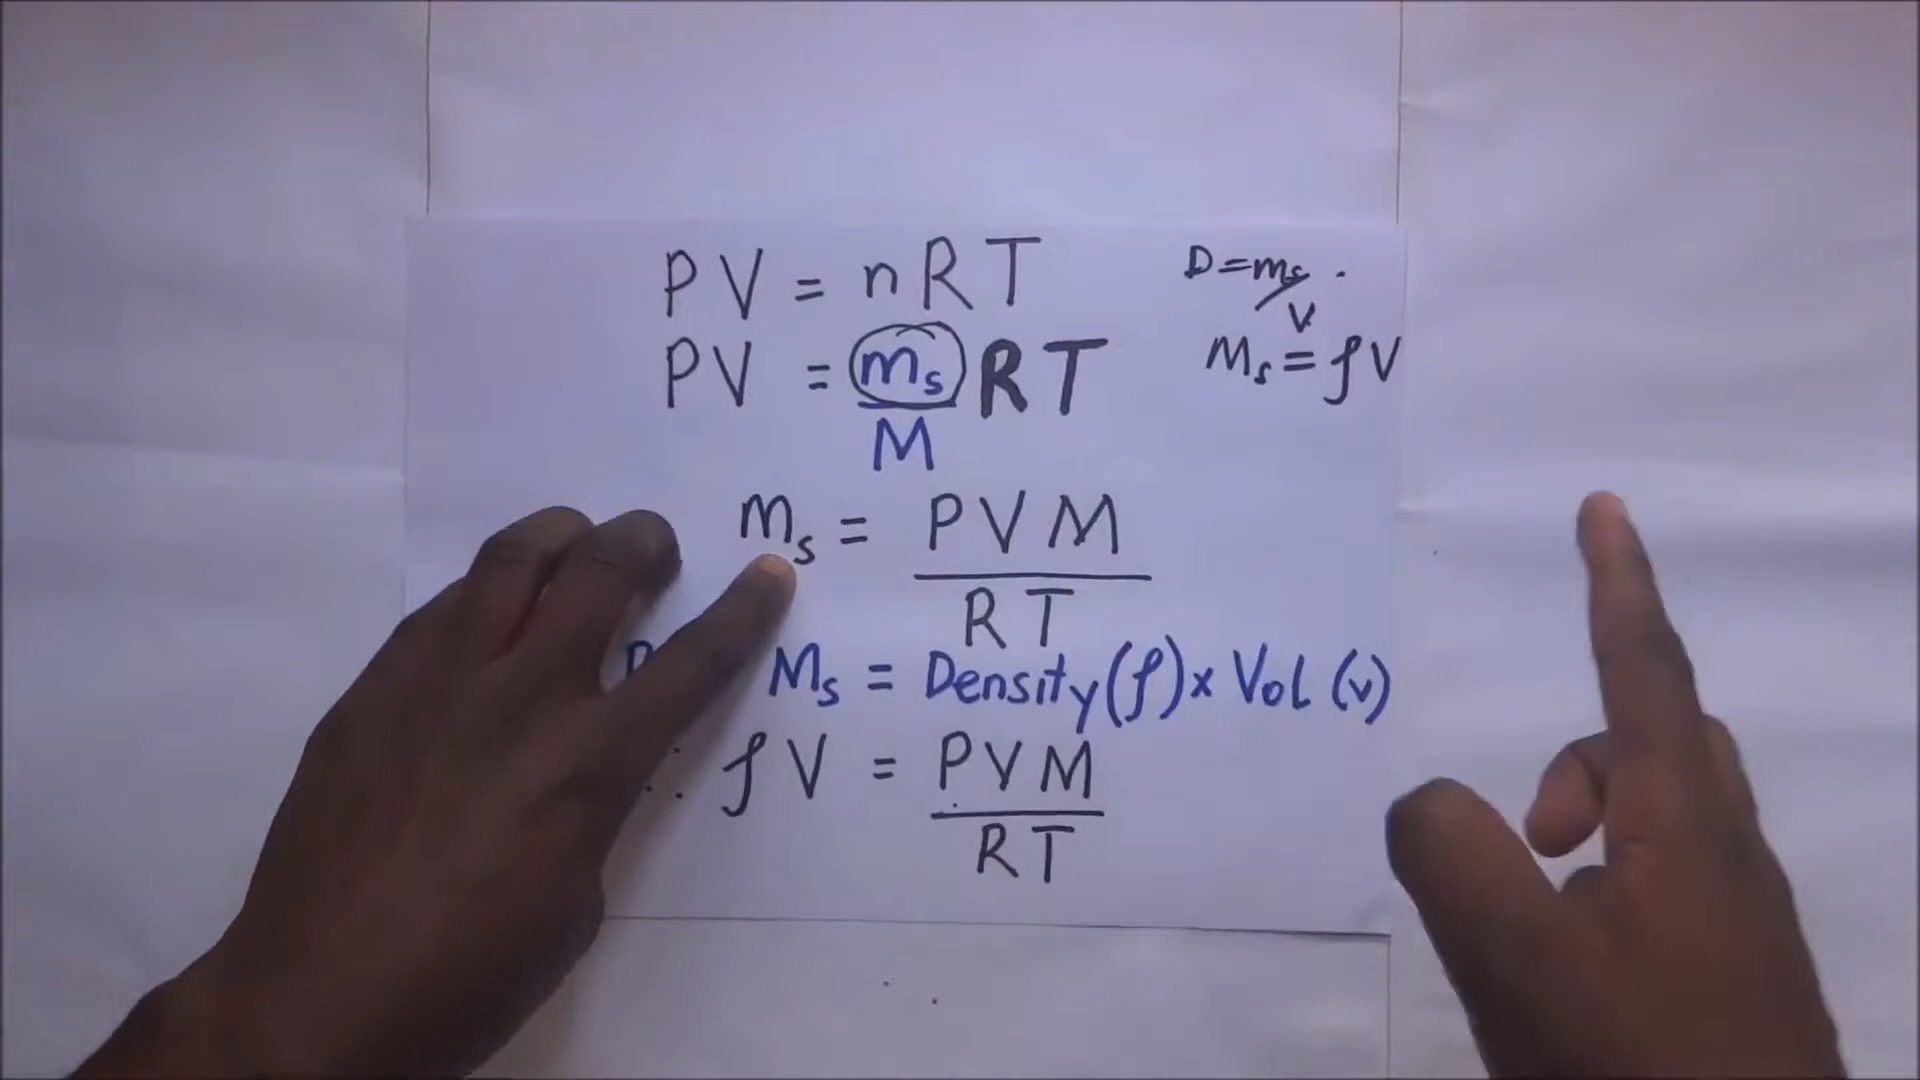 PV = nRT
D = ms/V
PV = ms/M RT
Ms = ρV
ms = PVM/RT
Ms = Density(ρ) x Vol (v)
∴ ρV = PVM/RT